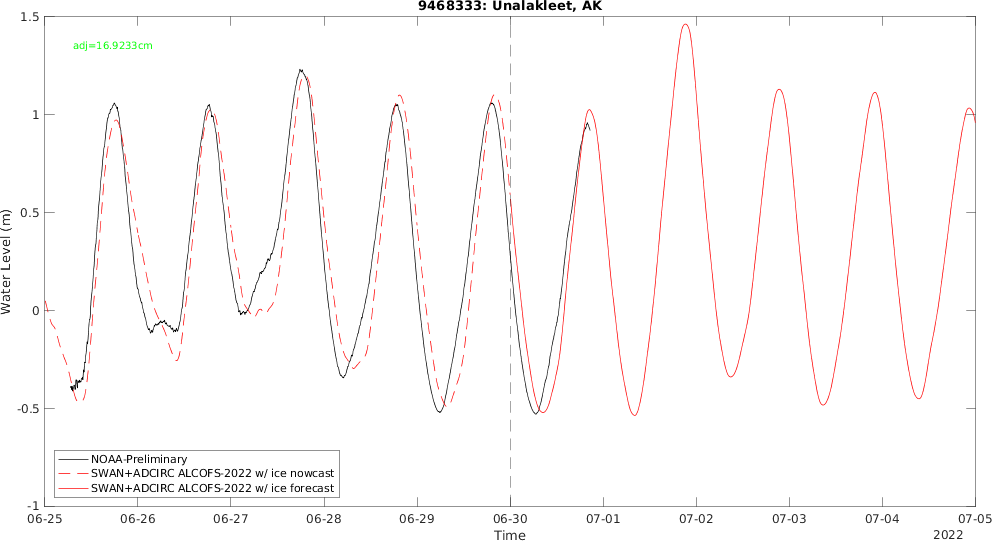 9468333: Unalakleet, AK
adj=16.9233cm
1.5
1
0.5
0
-0.5
-1
Water Level (m)
NOAA-Preliminary
SWAN+ADCIRC ALCOFS-2022 w/ ice nowcast
SWAN+ADCIRC ALCOFS-2022 w/ ice forecast
06-25 06-26 06-27 06-28 06-29 06-30 07-01 07-02 07-03 07-04 07-05
Time
2022